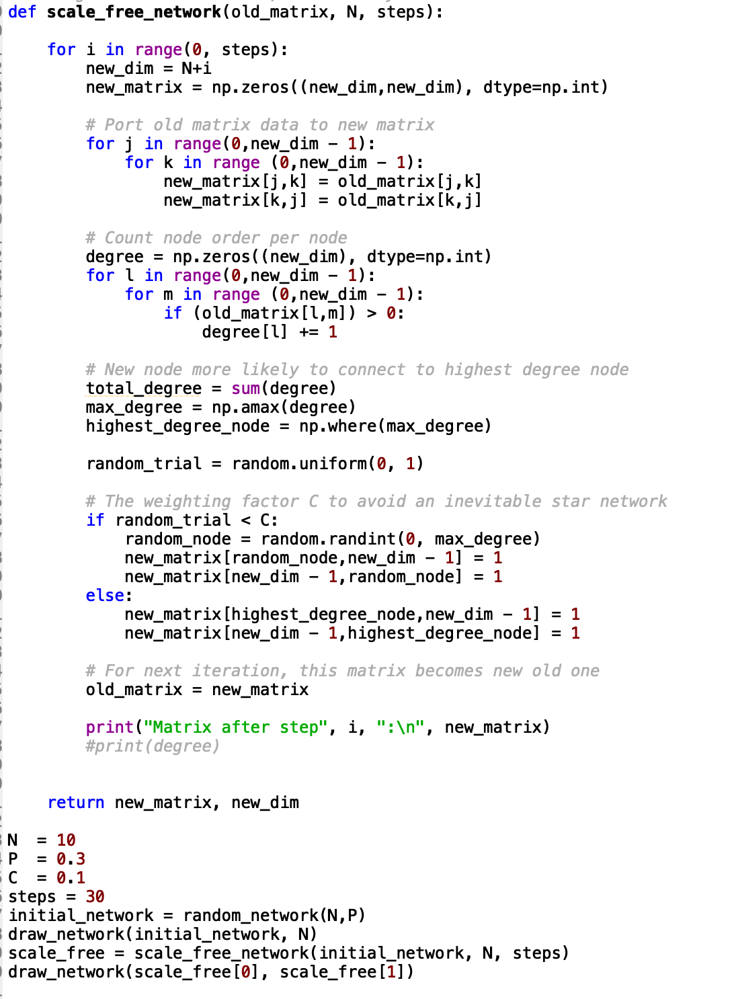 def scale_free_network(old_matrix, N, steps):
    for i in range(0, steps):
        new_dim = N+i
        new_matrix = np.zeros((new_dim,new_dim), dtype=np.int)
        # Port old matrix data to new matrix
        for j in range(0,new_dim - 1):
            for k in range (0,new_dim - 1):
                new_matrix[j,k] = old_matrix[j,k]
                new_matrix[k,j] = old_matrix[k,j]
        # Count node order per node
        degree = np.zeros((new_dim), dtype=np.int)
        for l in range(0,new_dim - 1):
            for m in range (0,new_dim - 1):
                if (old_matrix[l,m]) > 0:
                    degree[l] += 1
        # New node more likely to connect to highest degree node
        total_degree = sum(degree)
        max_degree = np.amax(degree)
        highest_degree_node = np.where(max_degree)
        random_trial = random.uniform(0, 1)
        # The weighting factor C to avoid an inevitable star network
        if random_trial < C:
            random_node = random.randint(0, max_degree)
            new_matrix[random_node,new_dim - 1] = 1
            new_matrix[new_dim - 1,random_node] = 1
        else:
            new_matrix[highest_degree_node,new_dim - 1] = 1
            new_matrix[new_dim - 1,highest_degree_node] = 1
        # For next iteration, this matrix becomes new old one
        old_matrix = new_matrix
        print("Matrix after step", i, ":\n", new_matrix)
        #print(degree)
    return new_matrix, new_dim
N  = 10
P  = 0.3
C  = 0.1
steps = 30
initial_network = random_network(N,P)
draw_network(initial_network, N)
scale_free = scale_free_network(initial_network, N, steps)
draw_network(scale_free[0], scale_free[1])